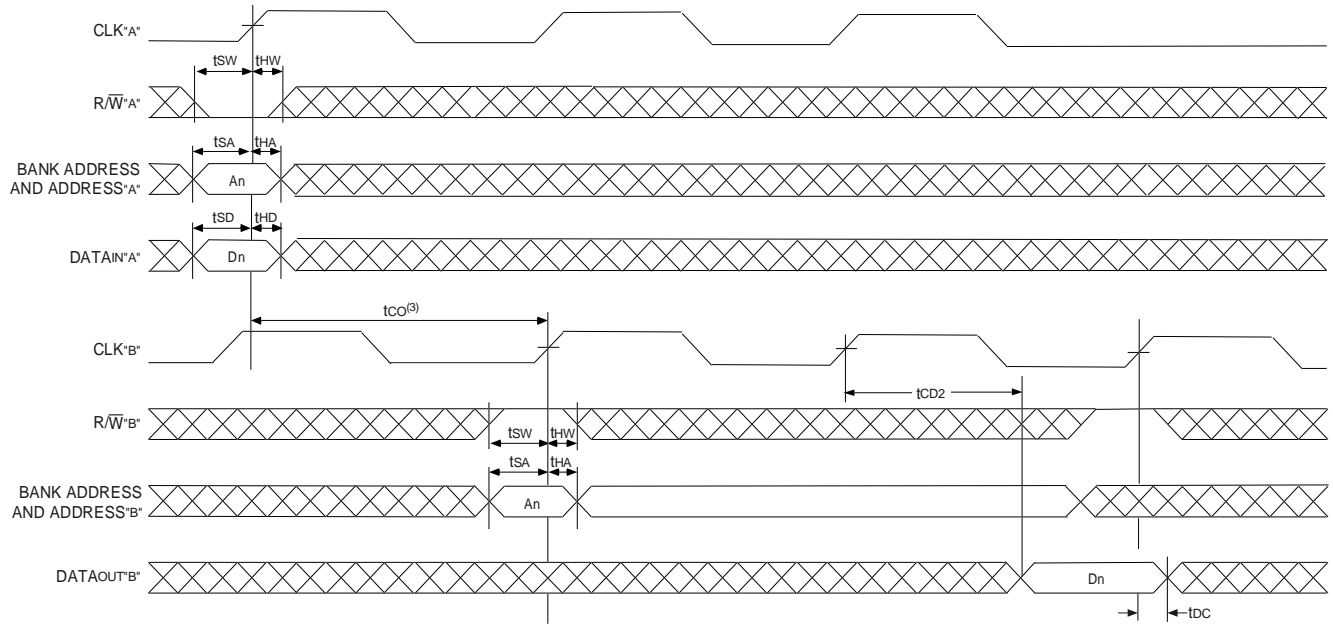 CLK"A"
tSW tHW
R/W̅"A"
tSA tHA
BANK ADDRESS
AND ADDRESS"A"
An
tSD tHD
DATAIN"A"
Dn
tCO(3)
CLK"B"
tCD2
R/W̅"B"
tSW tHW
tSA tHA
BANK ADDRESS
AND ADDRESS"B"
An
DATAOUT"B"
Dn
tDC